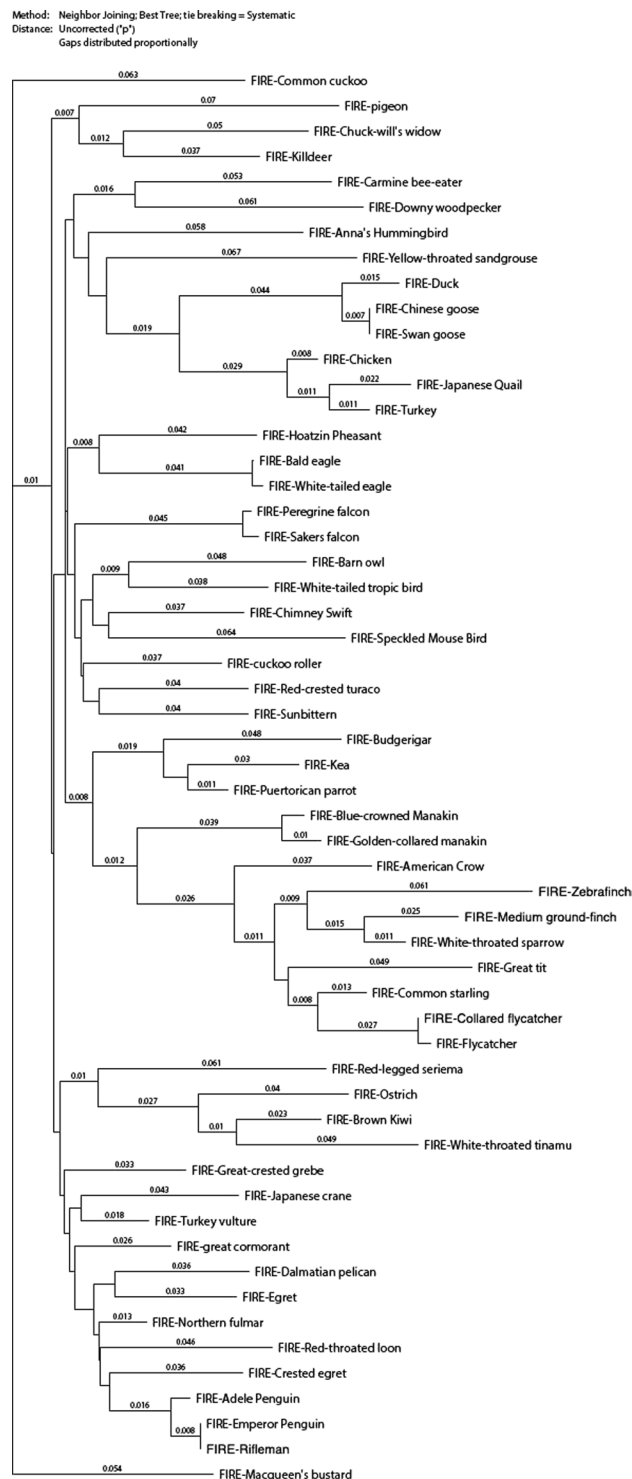 Method: Neighbor Joining; Best Tree; tie breaking = Systematic
Distance: Uncorrected ("p")
Gaps distributed proportionally
0.063 FIRE-Common cuckoo
0.07 FIRE-pigeon
0.007
0.05 FIRE-Chuck-will's widow
0.012
0.037 FIRE-Killdeer
0.053 FIRE-Carmine bee-eater
0.016
0.061 FIRE-Downy woodpecker
0.058 FIRE-Anna's Hummingbird
0.067 FIRE-Yellow-throated sandgrouse
0.015 FIRE-Duck
0.044
FIRE-Chinese goose
0.007
FIRE-Swan goose
0.019
0.008 FIRE-Chicken
0.029
0.022 FIRE-Japanese Quail
0.011
0.011 FIRE-Turkey
0.042 FIRE-Hoatzin Pheasant
0.008
FIRE-Bald eagle
0.041
FIRE-White-tailed eagle
0.01
FIRE-Peregrine falcon
0.045
FIRE-Sakers falcon
0.048 FIRE-Barn owl
0.009
0.038 FIRE-White-tailed tropic bird
0.037 FIRE-Chimney Swift
0.064 FIRE-Speckled Mouse Bird
0.037 FIRE-cuckoo roller
0.04 FIRE-Red-crested turaco
0.04 FIRE-Sunbittern
0.048 FIRE-Budgerigar
0.019
0.03 FIRE-Kea
0.011 FIRE-Puertorican parrot
0.008
FIRE-Blue-crowned Manakin
0.039
0.01 FIRE-Golden-collared manakin
0.012
0.037 FIRE-American Crow
0.026
0.061 FIRE-Zebrafinch
0.009
0.025 FIRE-Medium ground-finch
0.015
0.011 FIRE-White-throated sparrow
0.011
0.049 FIRE-Great tit
0.013 FIRE-Common starling
0.008
FIRE-Collared flycatcher
0.027
FIRE-Flycatcher
0.061 FIRE-Red-legged seriema
0.01
0.04 FIRE-Ostrich
0.027
0.023 FIRE-Brown Kiwi
0.01
0.049 FIRE-White-throated tinamu
0.033 FIRE-Great-crested grebe
0.043 FIRE-Japanese crane
0.018 FIRE-Turkey vulture
0.026 FIRE-great cormorant
0.036 FIRE-Dalmatian pelican
0.033 FIRE-Egret
0.013 FIRE-Northern fulmar
0.046 FIRE-Red-throated loon
0.036 FIRE-Crested egret
FIRE-Adele Penguin
0.016
FIRE-Emperor Penguin
0.008
FIRE-Rifleman
0.054 FIRE-Macqueen's bustard